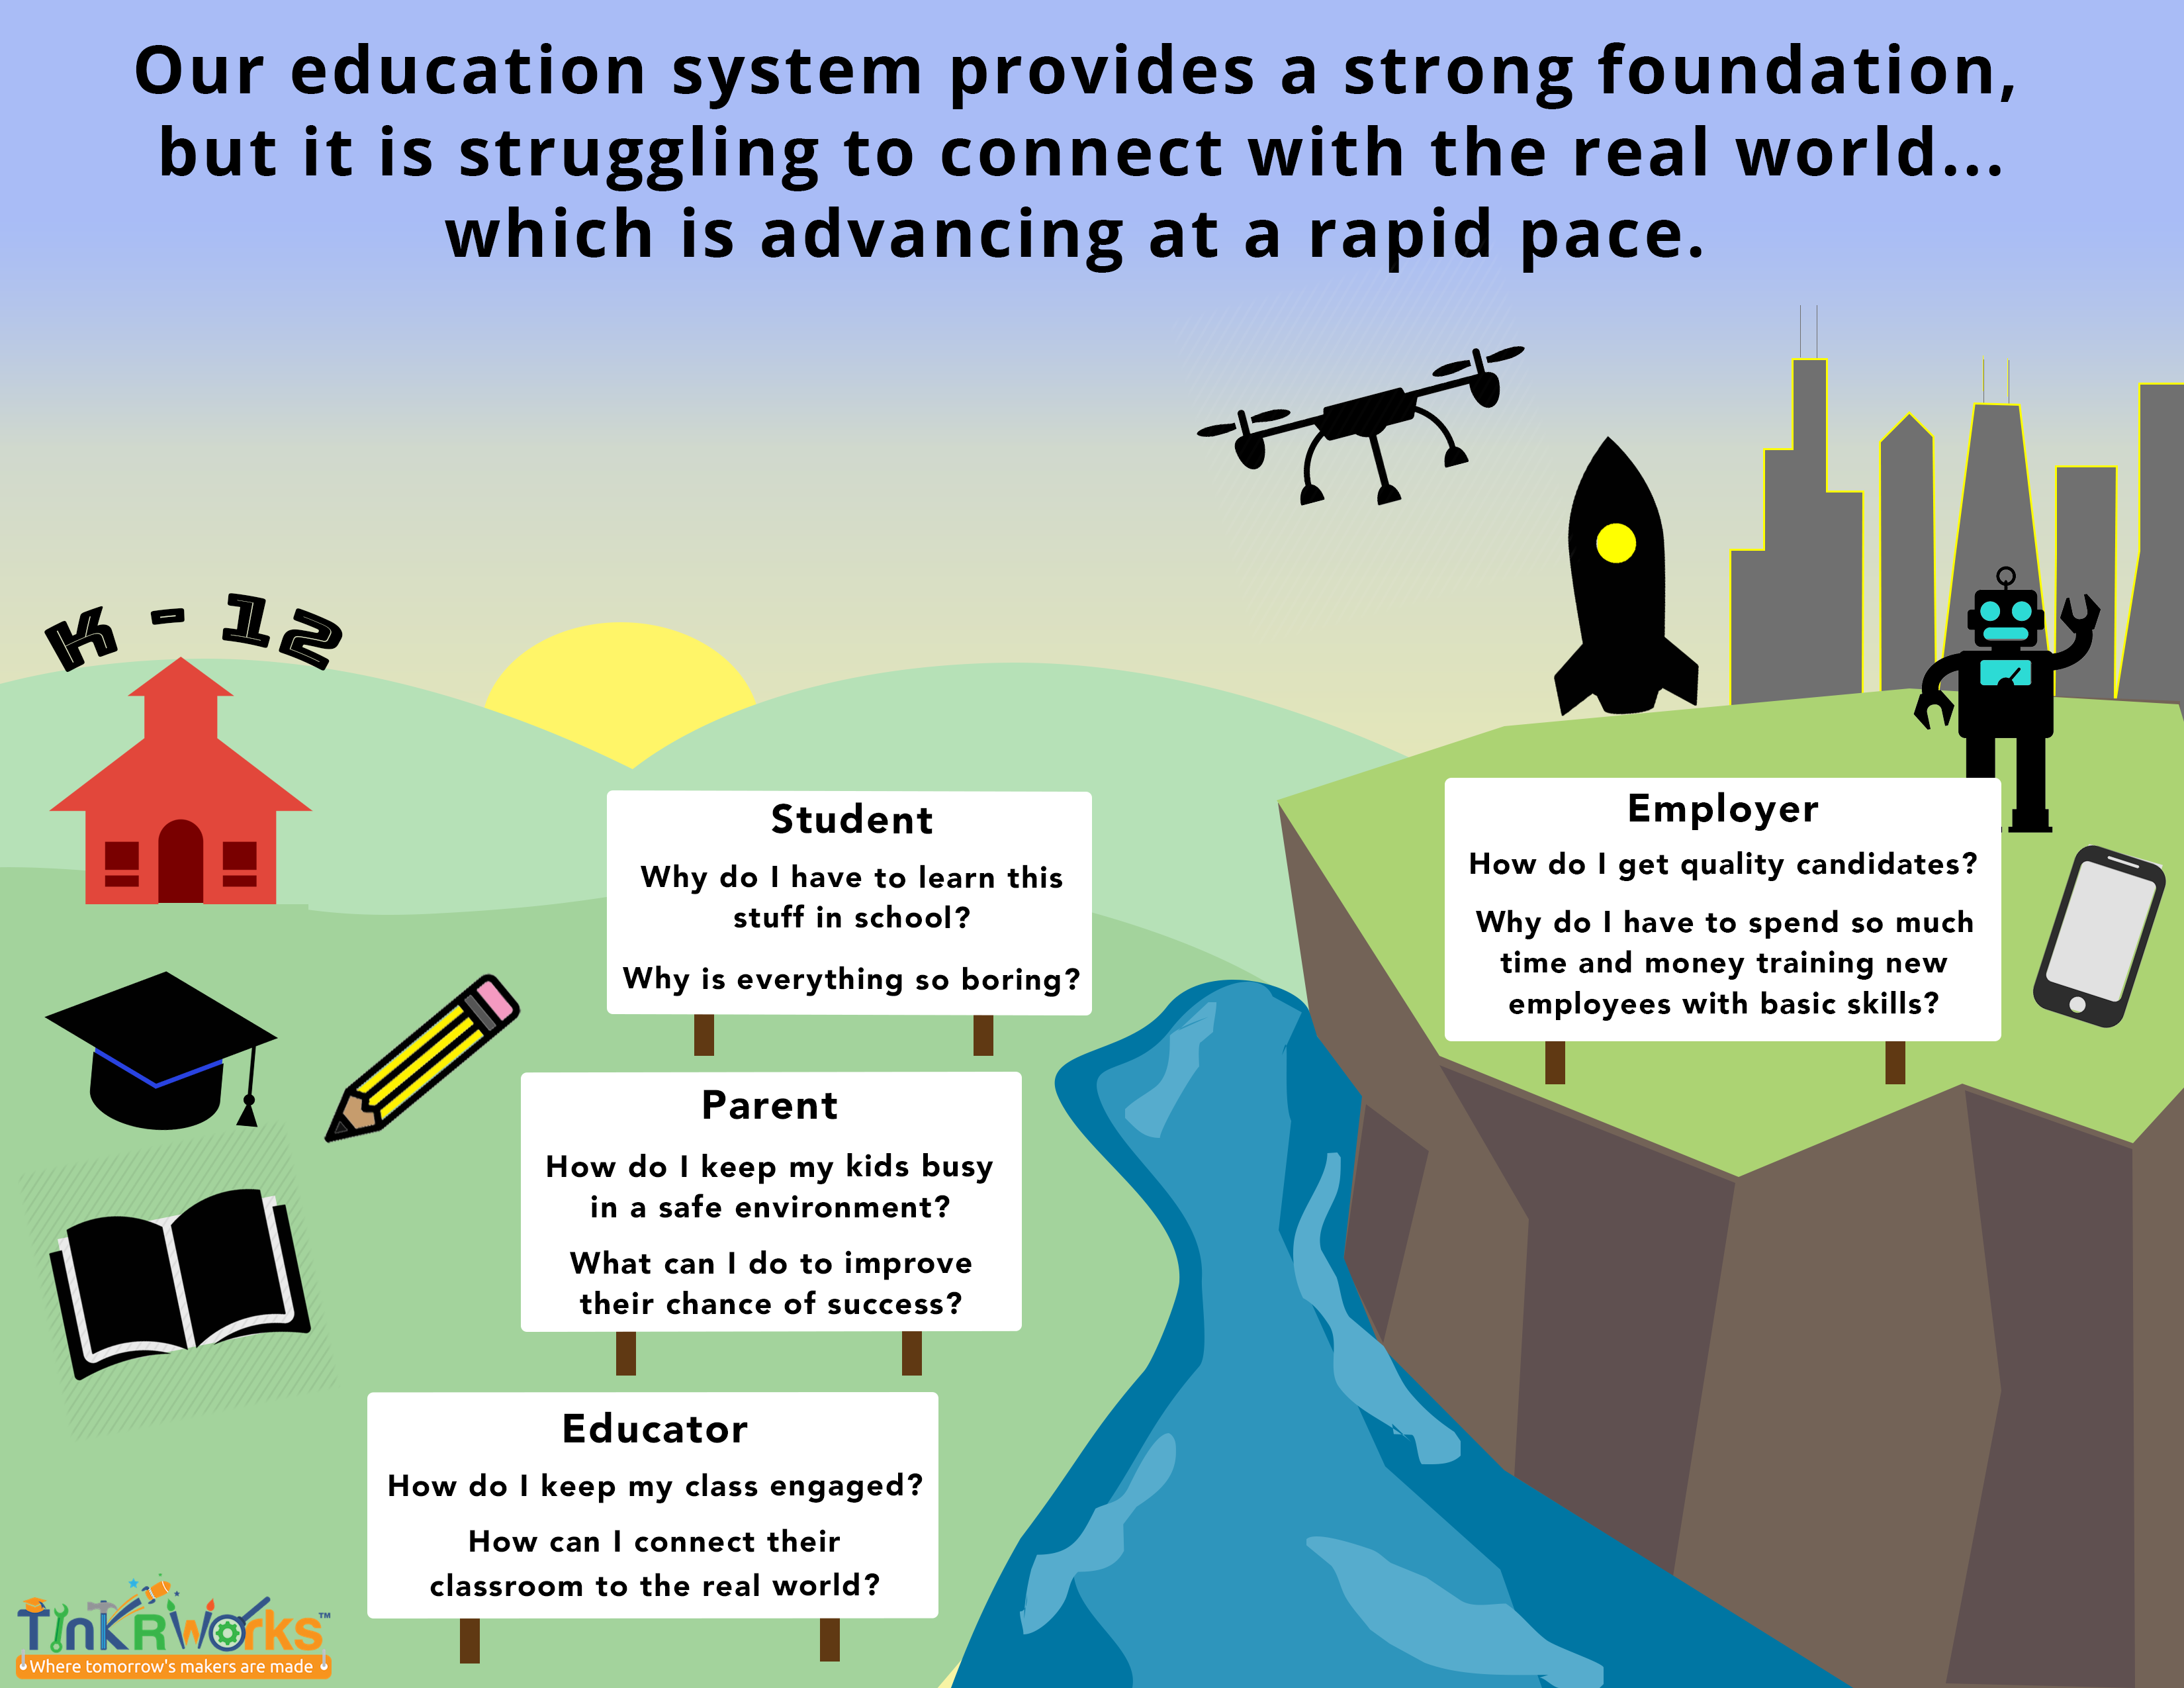 Our education system provides a strong foundation,
but it is struggling to connect with the real world...
which is advancing at a rapid pace.
K - 12
Student
Why do I have to learn this
stuff in school?
Why is everything so boring?
Employer
How do I get quality candidates?
Why do I have to spend so much
time and money training new
employees with basic skills?
Parent
How do I keep my kids busy
in a safe environment?
What can I do to improve
their chance of success?
Educator
How do I keep my class engaged?
How can I connect their
classroom to the real world?
TinkRWorks™
Where tomorrow's makers are made